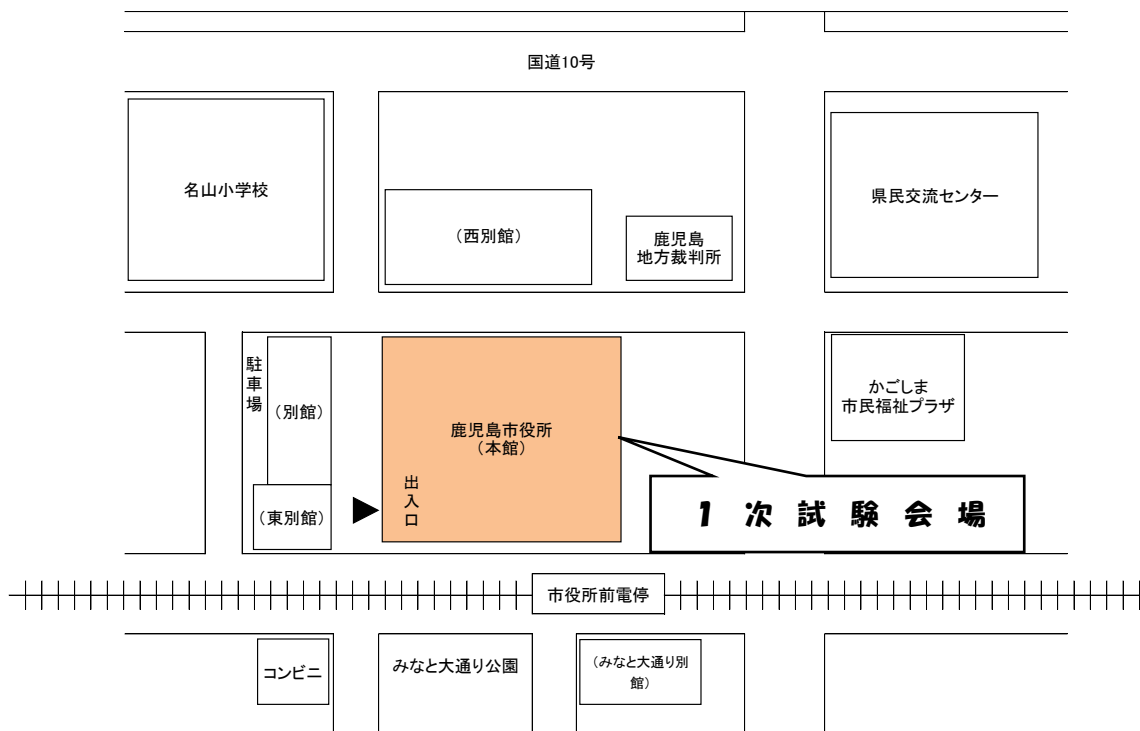 国道10号
名山小学校
（西別館）
鹿児島
地方裁判所
県民交流センター
駐車場
（別館）
鹿児島市役所
（本館）
かごしま
市民福祉プラザ
出入口
（東別館）
1次試験会場
市役所前電停
コンビニ
みなと大通り公園
（みなと大通り別
館）